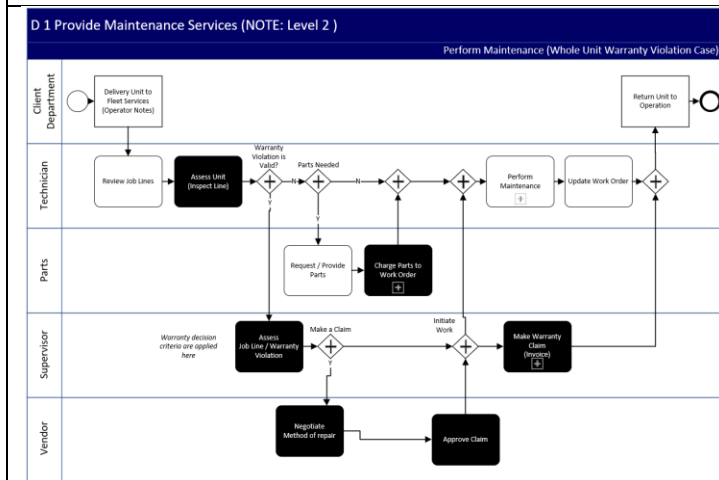 D 1 Provide Maintenance Services (NOTE: Level 2 )
Perform Maintenance (Whole Unit Warranty Violation Case)
Client
Department
Delivery Unit to
Fleet Services
(Operator Notes)
Return Unit to
Operation
Technician
Review Job Lines
Assess Unit
(Inspect Line)
Warranty
Violation is
Valid?
N
Y
Parts Needed
N
Y
Perform
Maintenance
Update Work Order
Parts
Request / Provide
Parts
Charge Parts to
Work Order
Supervisor
Warranty decision
criteria are applied
here
Assess
Job Line / Warranty
Violation
Make a Claim
Y
Initiate
Work
Make Warranty
Claim
(Invoice)
Vendor
Negotiate
Method of repair
Approve Claim